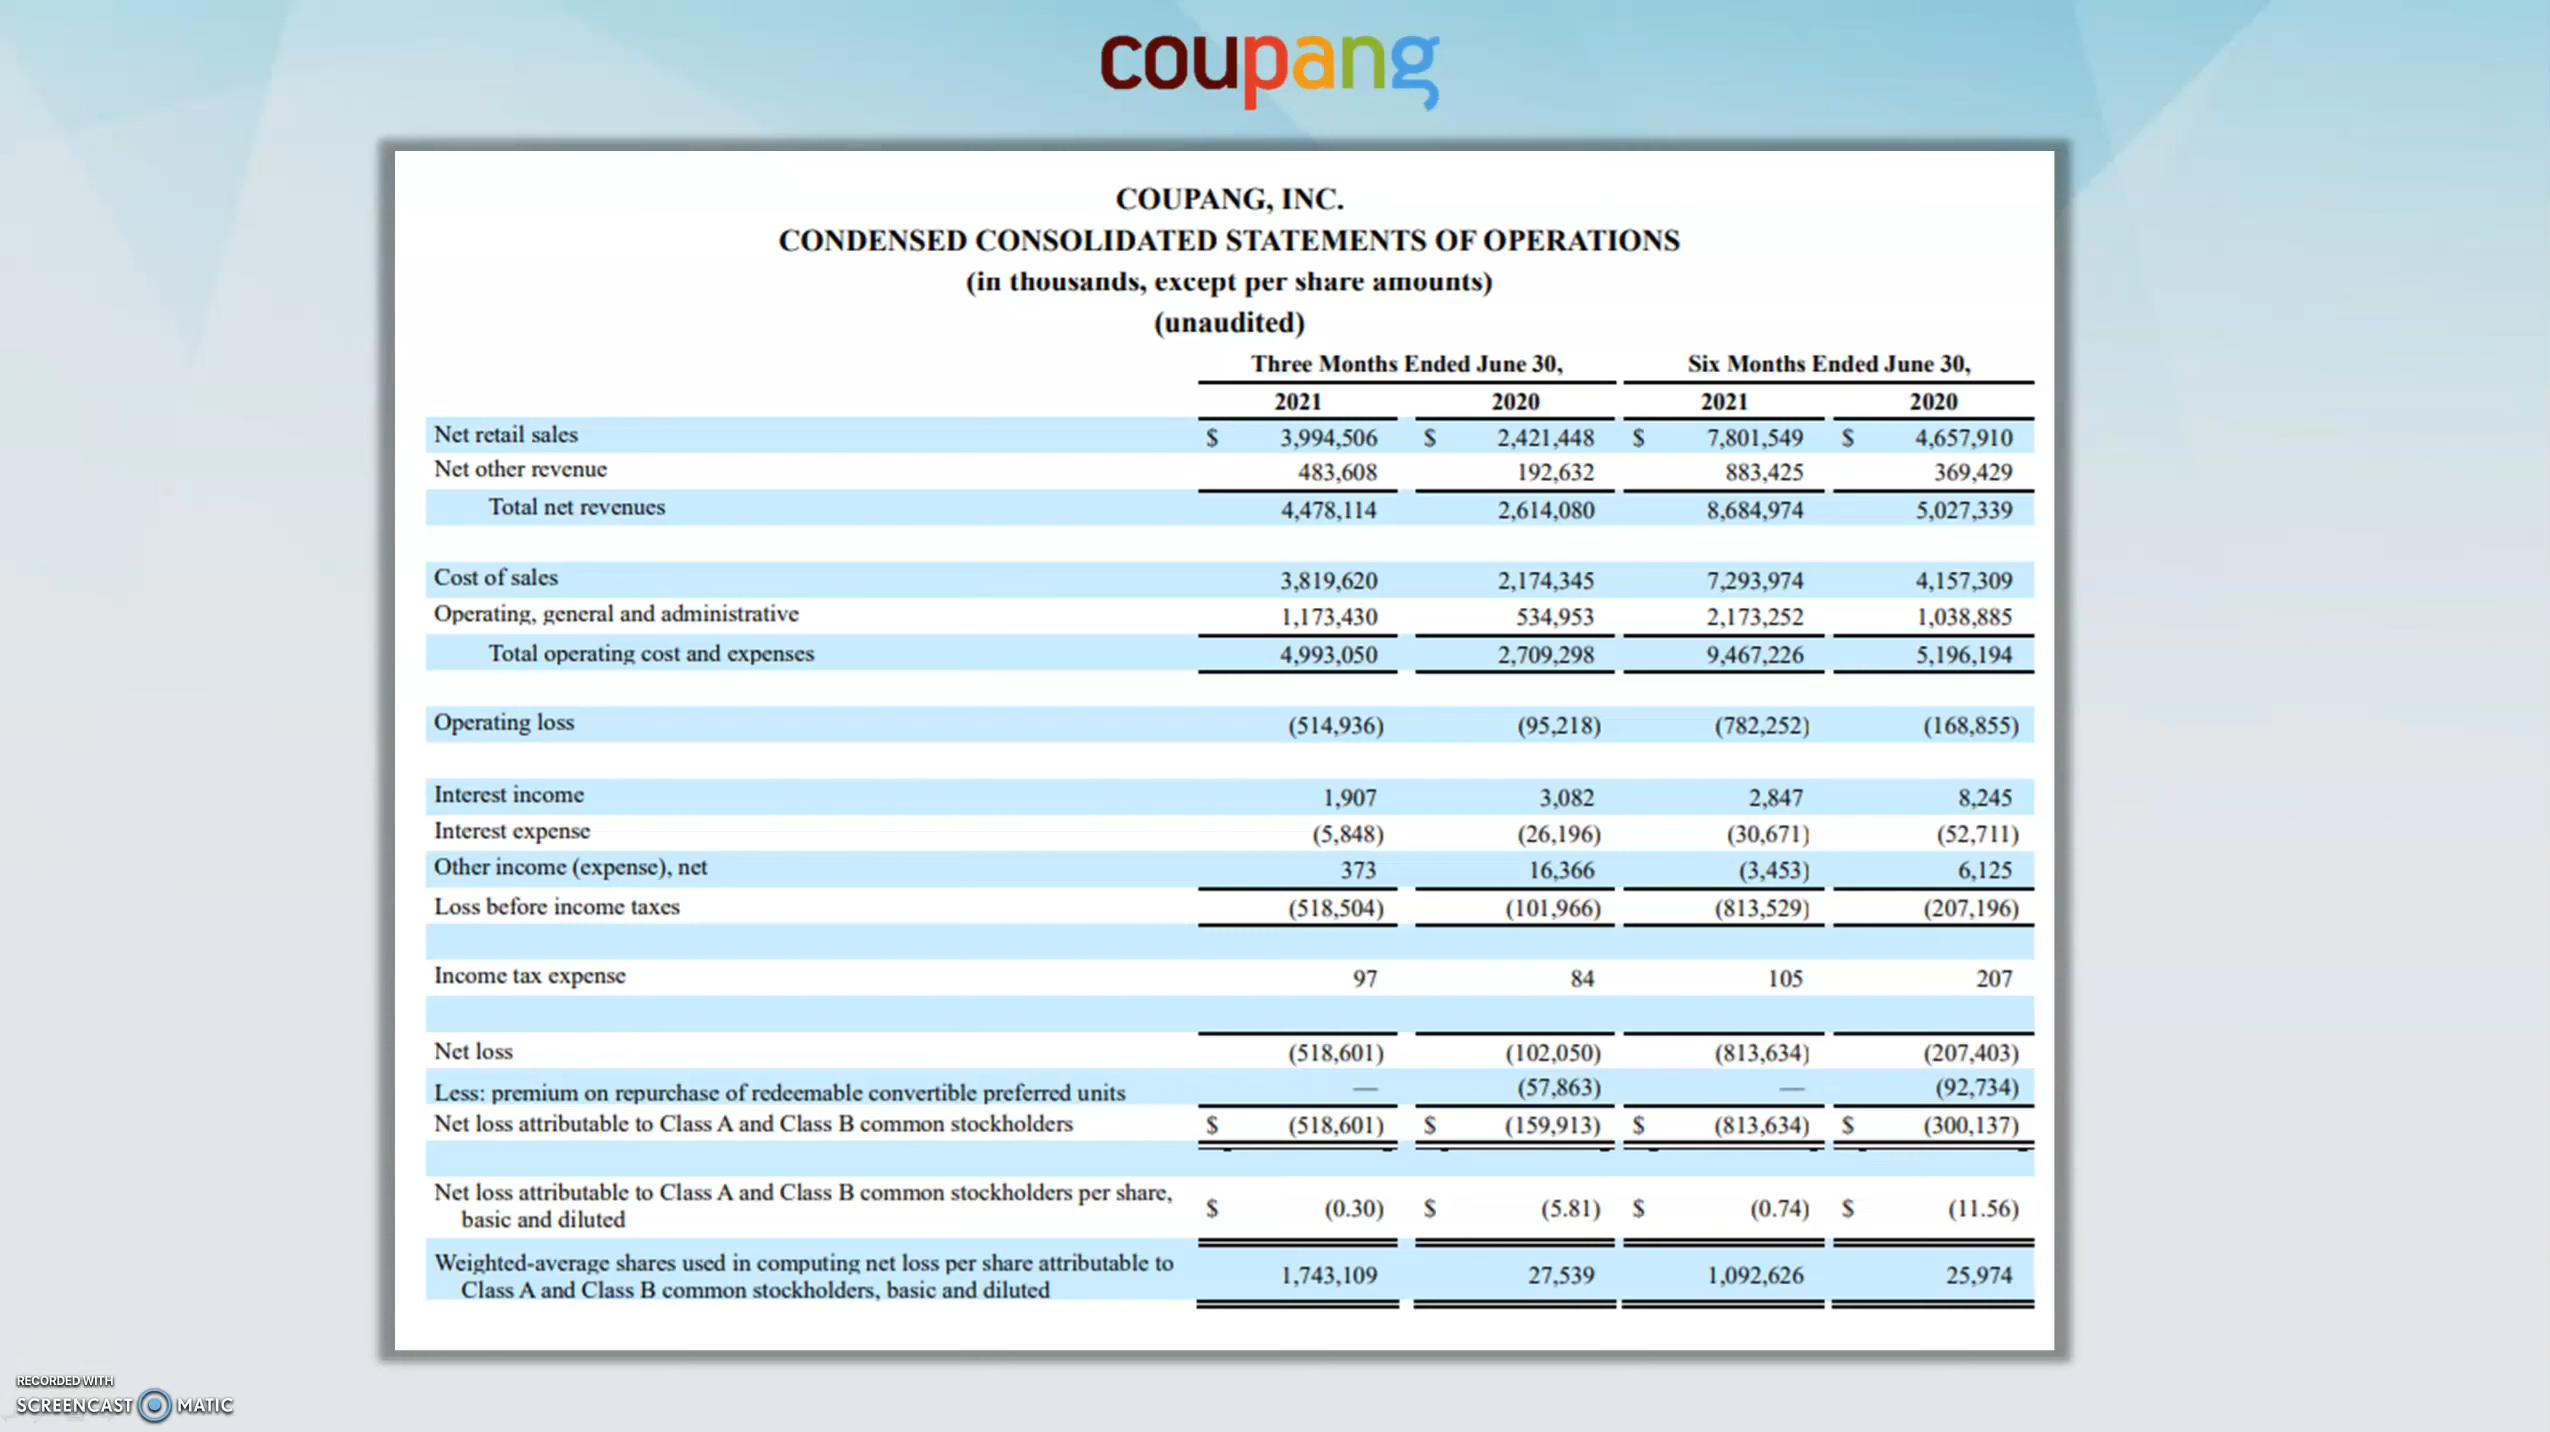 coupang
COUPANG, INC.
CONDENSED CONSOLIDATED STATEMENTS OF OPERATIONS
(in thousands, except per share amounts)
(unaudited)
Three Months Ended June 30, Six Months Ended June 30,
2021 2020 2021 2020
Net retail sales $ 3,994,506 $ 2,421,448 $ 7,801,549 $ 4,657,910
Net other revenue 483,608 192,632 883,425 369,429
Total net revenues 4,478,114 2,614,080 8,684,974 5,027,339
Cost of sales 3,819,620 2,174,345 7,293,974 4,157,309
Operating, general and administrative 1,173,430 534,953 2,173,252 1,038,885
Total operating cost and expenses 4,993,050 2,709,298 9,467,226 5,196,194
Operating loss (514,936) (95,218) (782,252) (168,855)
Interest income 1,907 3,082 2,847 8,245
Interest expense (5,848) (26,196) (30,671) (52,711)
Other income (expense), net 373 16,366 (3,453) 6,125
Loss before income taxes (518,504) (101,966) (813,529) (207,196)
Income tax expense 97 84 105 207
Net loss (518,601) (102,050) (813,634) (207,403)
Less: premium on repurchase of redeemable convertible preferred units — (57,863) — (92,734)
Net loss attributable to Class A and Class B common stockholders $ (518,601) $ (159,913) $ (813,634) $ (300,137)
Net loss attributable to Class A and Class B common stockholders per share,
basic and diluted $ (0.30) $ (5.81) $ (0.74) $ (11.56)
Weighted-average shares used in computing net loss per share attributable to
Class A and Class B common stockholders, basic and diluted 1,743,109 27,539 1,092,626 25,974
RECORDED WITH
SCREENCAST MATIC